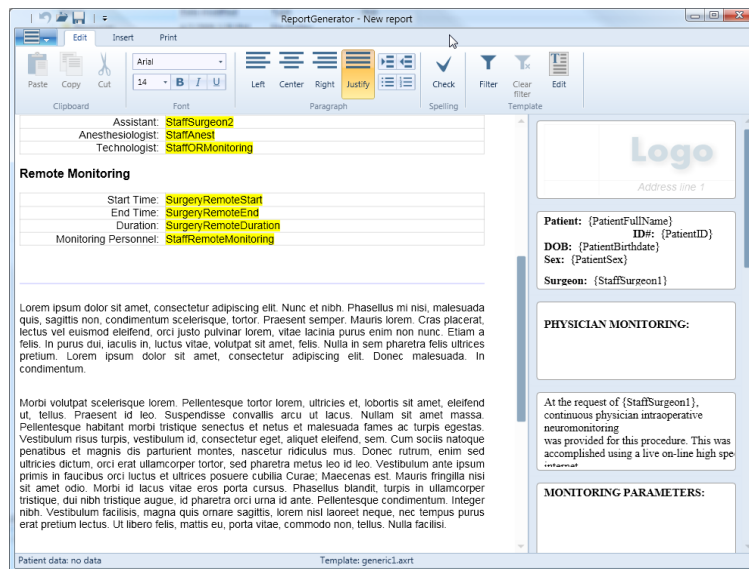 ReportGenerator - New report
Edit Insert Print
Paste Copy Cut
Clipboard
Arial
14 B I U
Font
Left Center Right Justify
Paragraph
Check
Spelling
Filter Clear filter Edit
Template
Assistant: StaffSurgeon2
Anesthesiologist: StaffAnest
Technologist: StaffORMonitoring
Remote Monitoring
Start Time: SurgeryRemoteStart
End Time: SurgeryRemoteEnd
Duration: SurgeryRemoteDuration
Monitoring Personnel: StaffRemoteMonitoring
Lorem ipsum dolor sit amet, consectetur adipiscing elit. Nunc et nibh. Phasellus mi nisi, malesuada
quis, sagittis non, condimentum scelerisque, tortor. Praesent semper. Mauris lorem. Cras placerat,
lectus vel euismod eleifend, orci justo pulvinar lorem, vitae lacinia purus enim non nunc. Etiam a
felis. In purus dui, iaculis in, luctus vitae, volutpat sit amet, felis. Nulla in sem pharetra felis ultrices
pretium. Lorem ipsum dolor sit amet, consectetur adipiscing elit. Donec malesuada. In
condimentum.
Morbi volutpat scelerisque lorem. Pellentesque tortor lorem, ultricies et, lobortis sit amet, eleifend
ut, tellus. Praesent id leo. Suspendisse convallis arcu ut lacus. Nullam sit amet massa.
Pellentesque habitant morbi tristique senectus et netus et malesuada fames ac turpis egestas.
Vestibulum risus turpis, vestibulum id, consectetur eget, aliquet eleifend, sem. Cum sociis natoque
penatibus et magnis dis parturient montes, nascetur ridiculus mus. Donec rutrum, enim sed
ultricies dictum, orci erat ullamcorper tortor, sed pharetra metus leo id leo. Vestibulum ante ipsum
primis in faucibus orci luctus et ultrices posuere cubilia Curae; Maecenas est. Mauris fringilla nisi
sit amet odio. Morbi id lacus vitae eros porta cursus. Phasellus blandit, turpis in ullamcorper
tristique, dui nibh tristique augue, id pharetra orci urna id ante. Pellentesque condimentum. Integer
nibh. Vestibulum facilisis, magna quis ornare sagittis, lorem nisl laoreet neque, nec tempus purus
erat pretium lectus. Ut libero felis, mattis eu, porta vitae, commodo non, tellus. Nulla facilisi.
Logo
Address line 1
Patient: {PatientFullName}
ID#: {PatientID}
DOB: {PatientBirthdate}
Sex: {PatientSex}
Surgeon: {StaffSurgeon1}
PHYSICIAN MONITORING:
At the request of {StaffSurgeon1},
continuous physician intraoperative
neuromonitoring
was provided for this procedure. This was
accomplished using a live on-line high spe
internet
MONITORING PARAMETERS:
Patient data: no data
Template: generic1.axrt